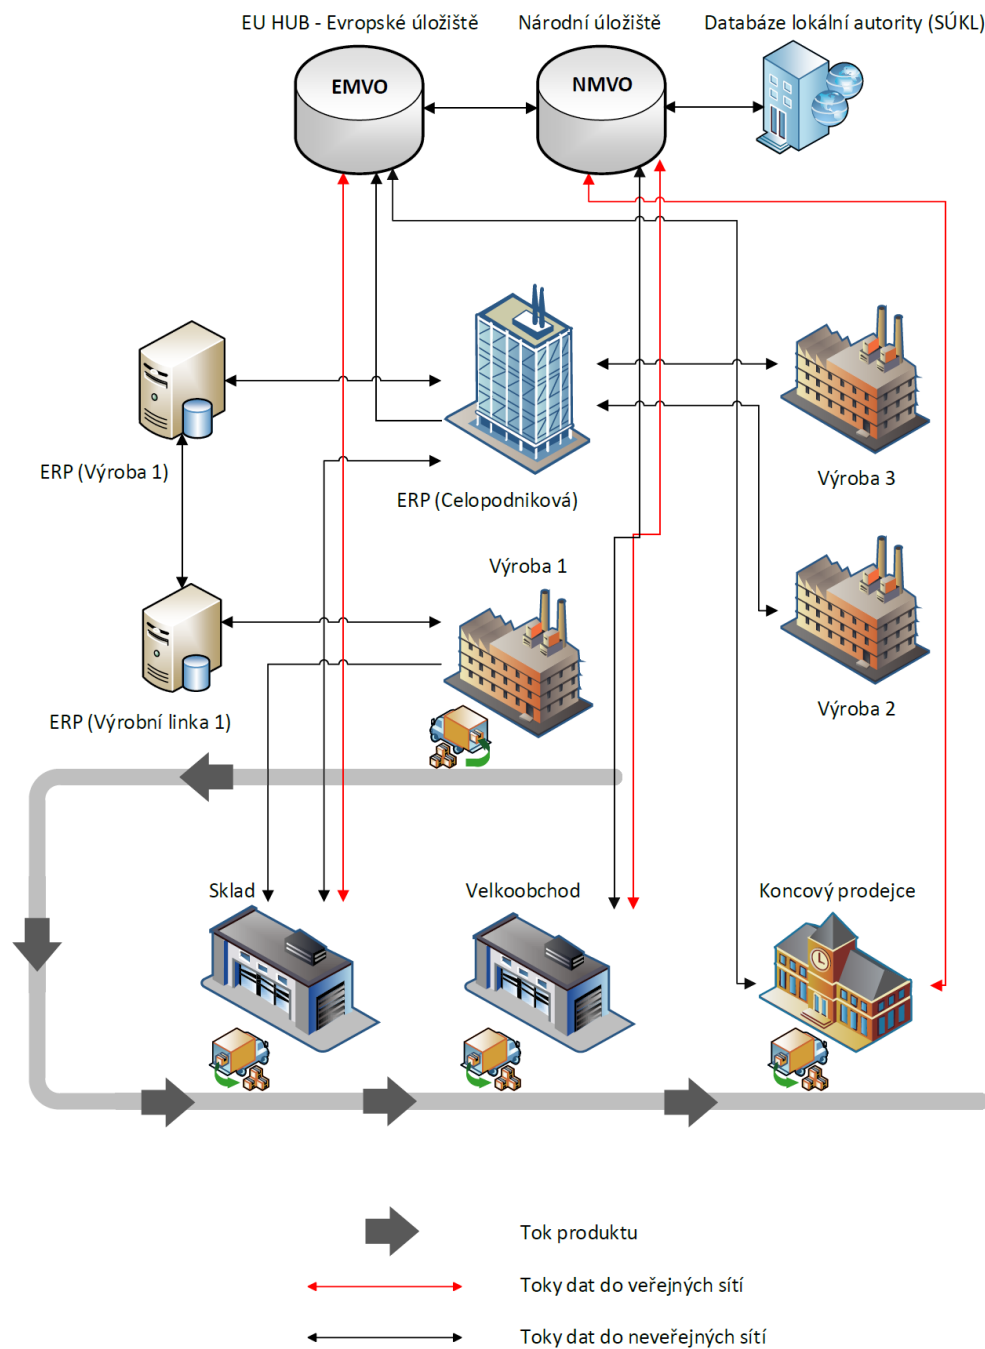 EU HUB - Evropské úložiště
Národní úložiště
Databáze lokální autority (SÚKL)
EMVO
NMVO
ERP (Výroba 1)
ERP (Celopodniková)
Výroba 3
Výroba 1
ERP (Výrobní linka 1)
Výroba 2
Sklad
Velkoobchod
Koncový prodejce
Tok produktu
Toky dat do veřejných sítí
Toky dat do neveřejných sítí